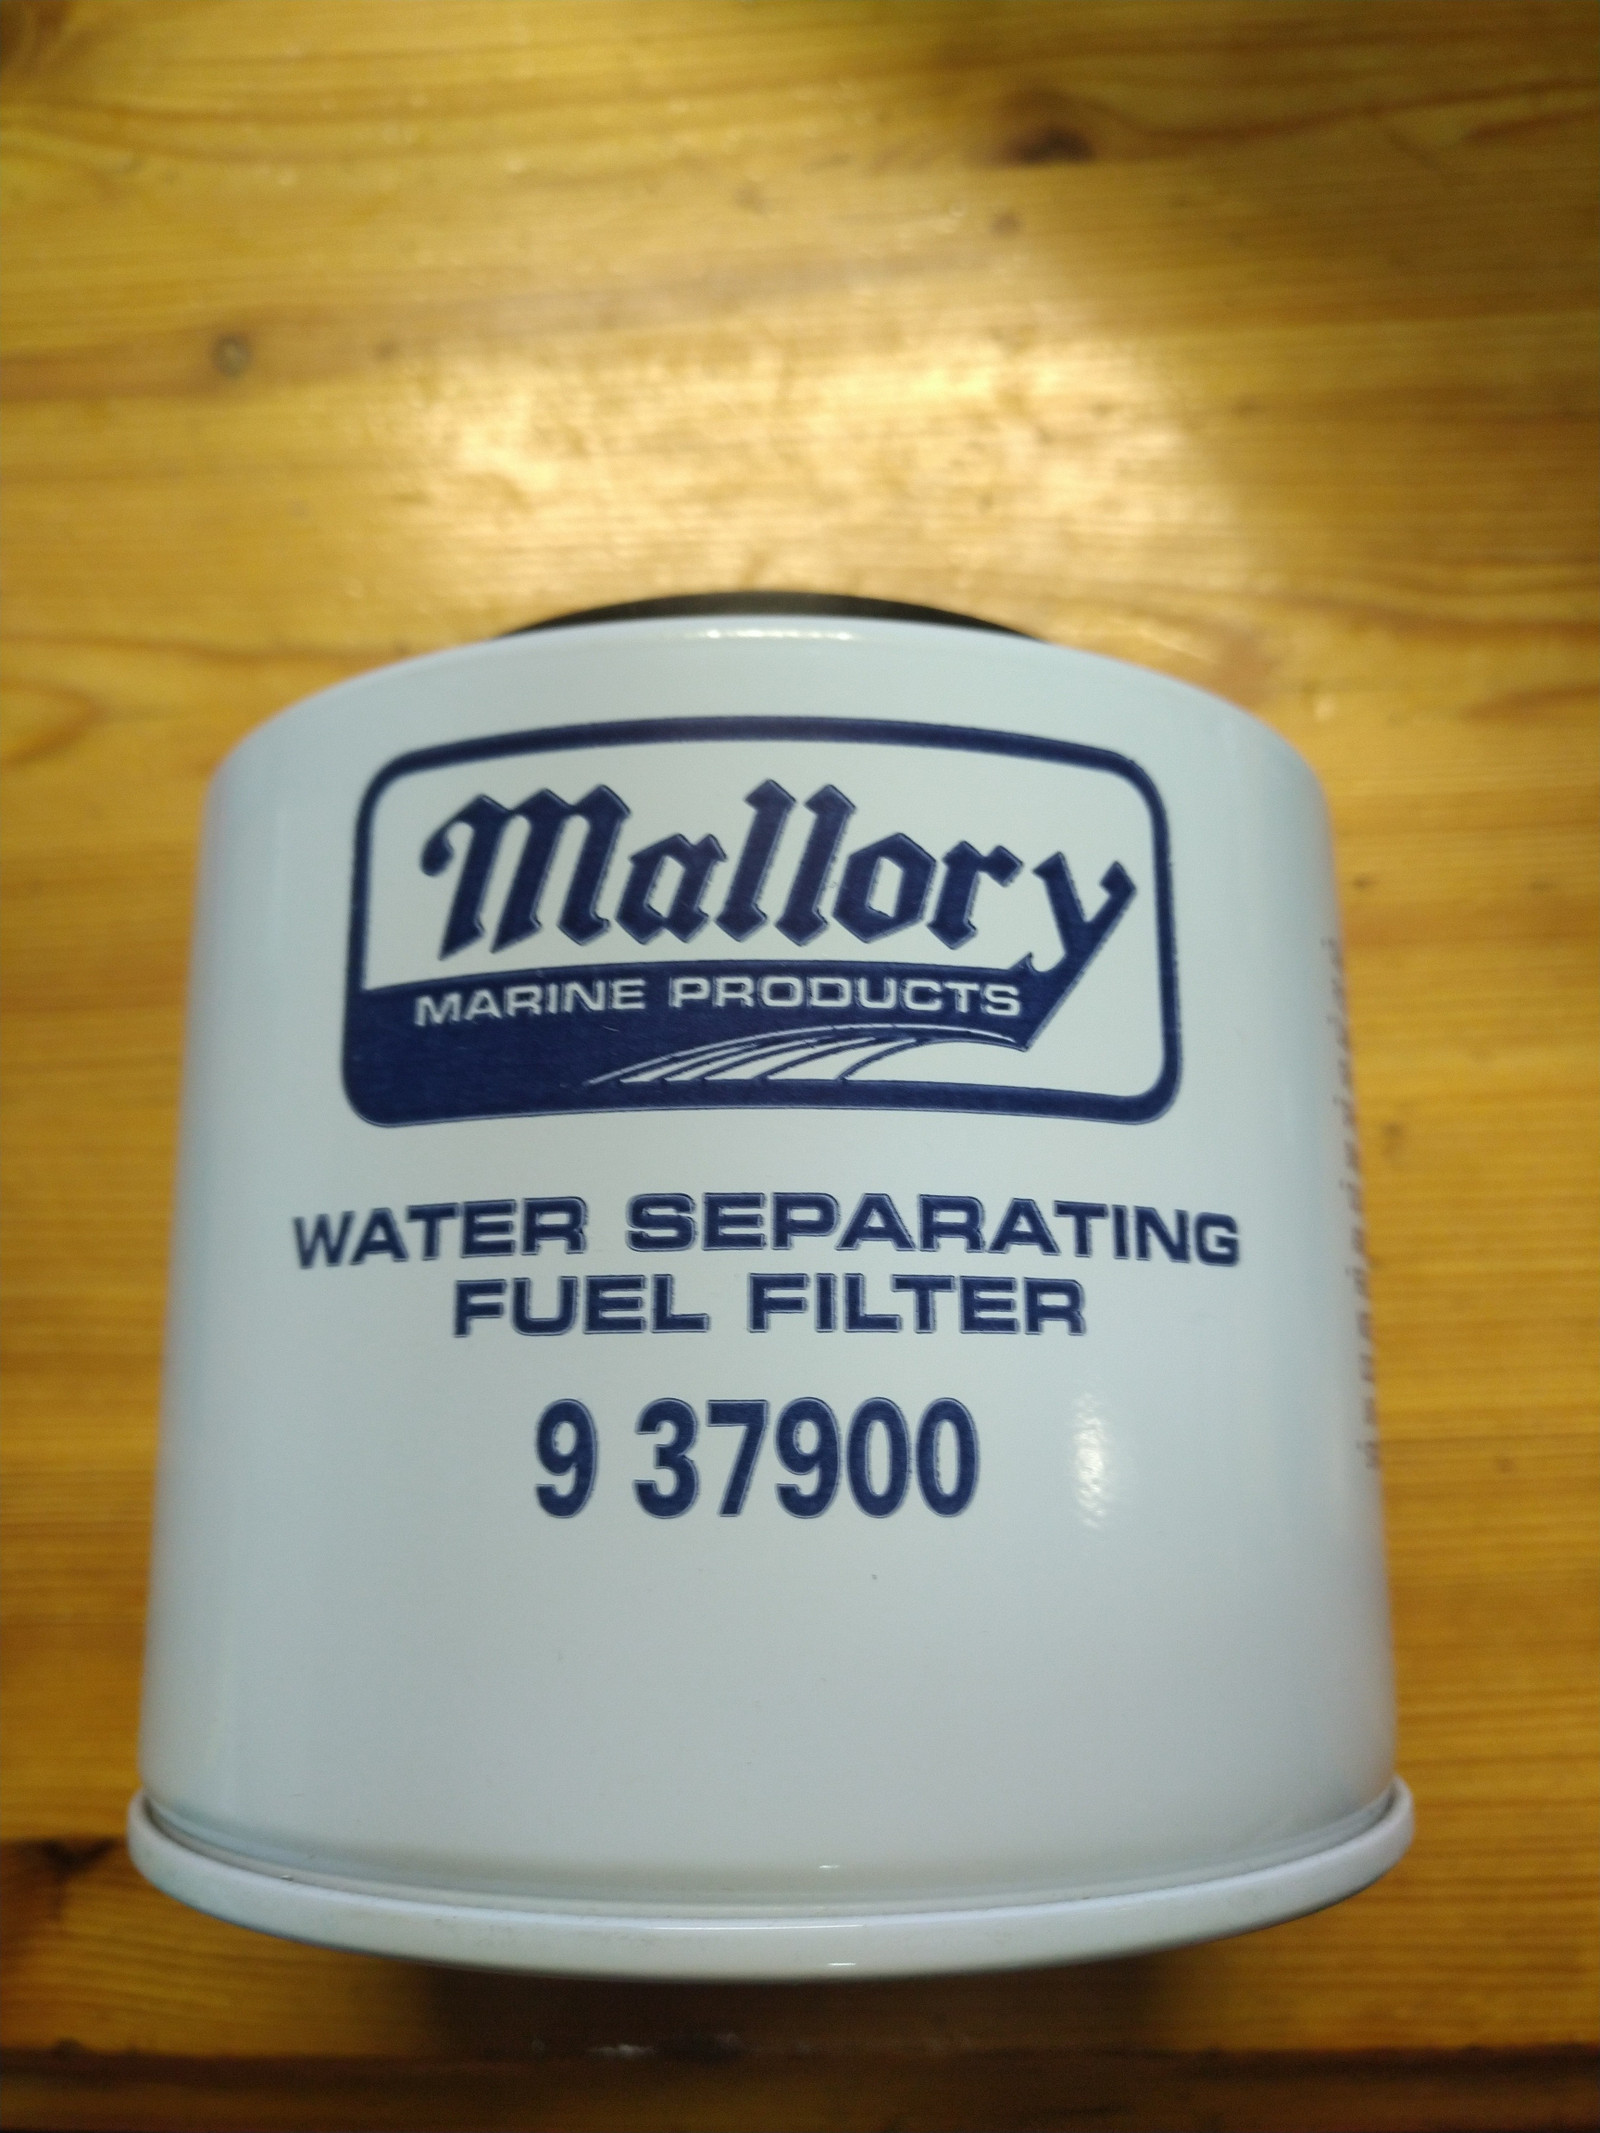 Mallory
MARINE PRODUCTS
WATER SEPARATING
FUEL FILTER
9 37900